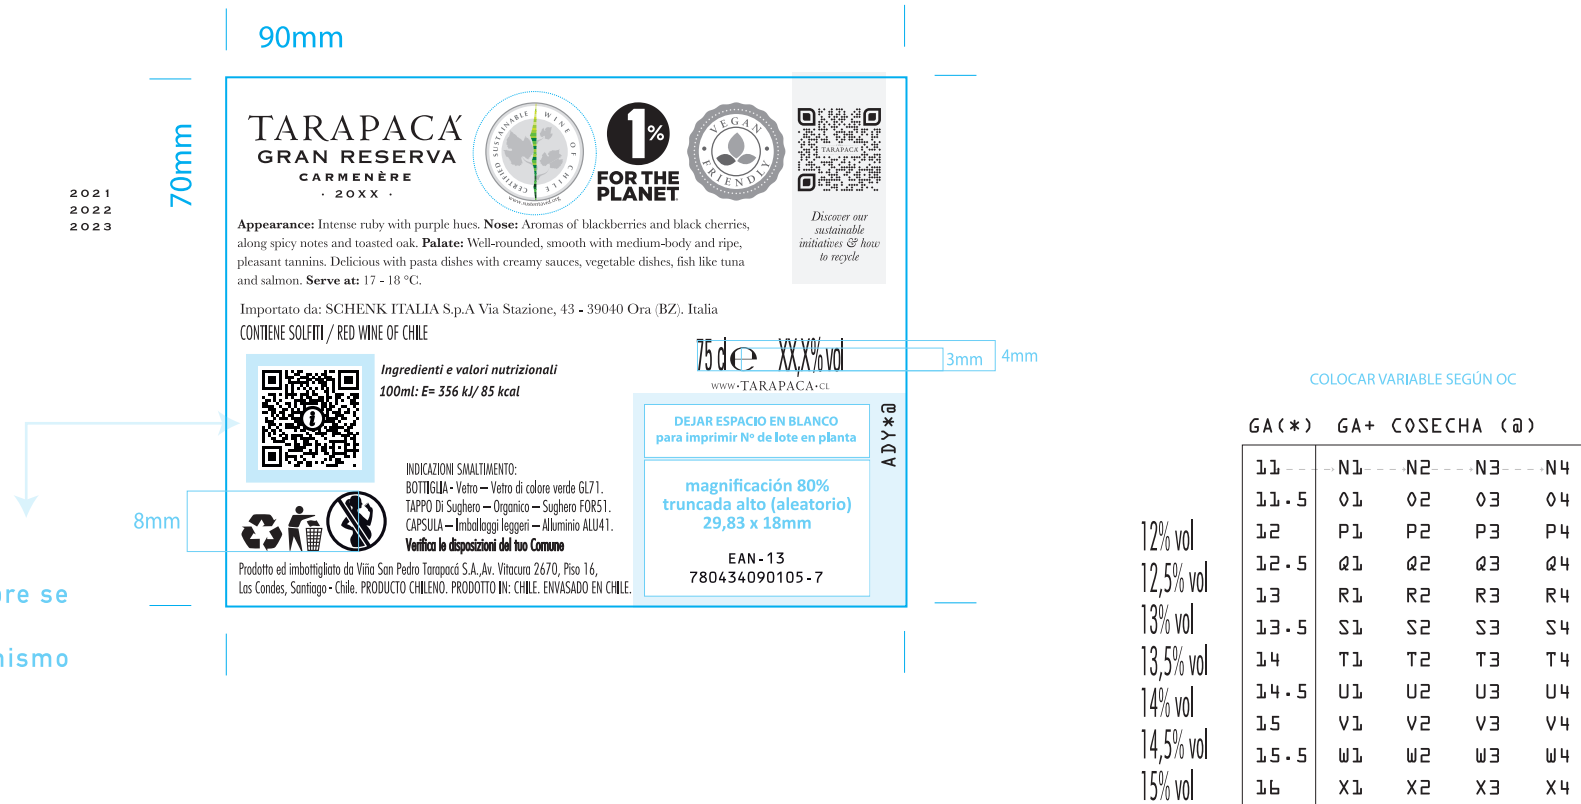 90mm
70mm
2021
2022
2023
TARAPACÁ
GRAN RESERVA
CARMENÈRE
· 20XX ·
CERTIFIED SUSTAINABLE WINE OF CHILE
www.sustentavid.org
1%
FOR THE
PLANET
VEGAN
FRIENDLY
TARAPACÁ
Discover our
sustainable
initiatives & how
to recycle
Appearance: Intense ruby with purple hues. Nose: Aromas of blackberries and black cherries,
along spicy notes and toasted oak. Palate: Well-rounded, smooth with medium-body and ripe,
pleasant tannins. Delicious with pasta dishes with creamy sauces, vegetable dishes, fish like tuna
and salmon. Serve at: 17 - 18 °C.
Importato da: SCHENK ITALIA S.p.A Via Stazione, 43 - 39040 Ora (BZ). Italia
CONTIENE SOLFITI / RED WINE OF CHILE
75 cl e XX,X% vol
3mm
4mm
WWW·TARAPACA·CL
Ingredienti e valori nutrizionali
100ml: E= 356 kJ/ 85 kcal
i
DEJAR ESPACIO EN BLANCO
para imprimir Nº de lote en planta
ADY*@
magnificación 80%
truncada alto (aleatorio)
29,83 x 18mm
EAN-13
780434090105-7
INDICAZIONI SMALTIMENTO:
BOTTIGLIA - Vetro – Vetro di colore verde GL71.
TAPPO Di Sughero – Organico – Sughero FOR51.
CAPSULA – Imballaggi leggeri – Alluminio ALU41.
Verifica le disposizioni del tuo Comune
8mm
Prodotto ed imbottigliato da Viña San Pedro Tarapacá S.A.,Av. Vitacura 2670, Piso 16,
Las Condes, Santiago - Chile. PRODUCTO CHILENO. PRODOTTO IN: CHILE. ENVASADO EN CHILE.
se
COLOCAR VARIABLE SEGÚN OC
GA(*) GA+ COSECHA (@)
11 N1 N2 N3 N4
11.5 O1 O2 O3 O4
12 P1 P2 P3 P4
12.5 Q1 Q2 Q3 Q4
13 R1 R2 R3 R4
13.5 S1 S2 S3 S4
14 T1 T2 T3 T4
14.5 U1 U2 U3 U4
15 V1 V2 V3 V4
15.5 W1 W2 W3 W4
16 X1 X2 X3 X4
12% vol
12,5% vol
13% vol
13,5% vol
14% vol
14,5% vol
15% vol